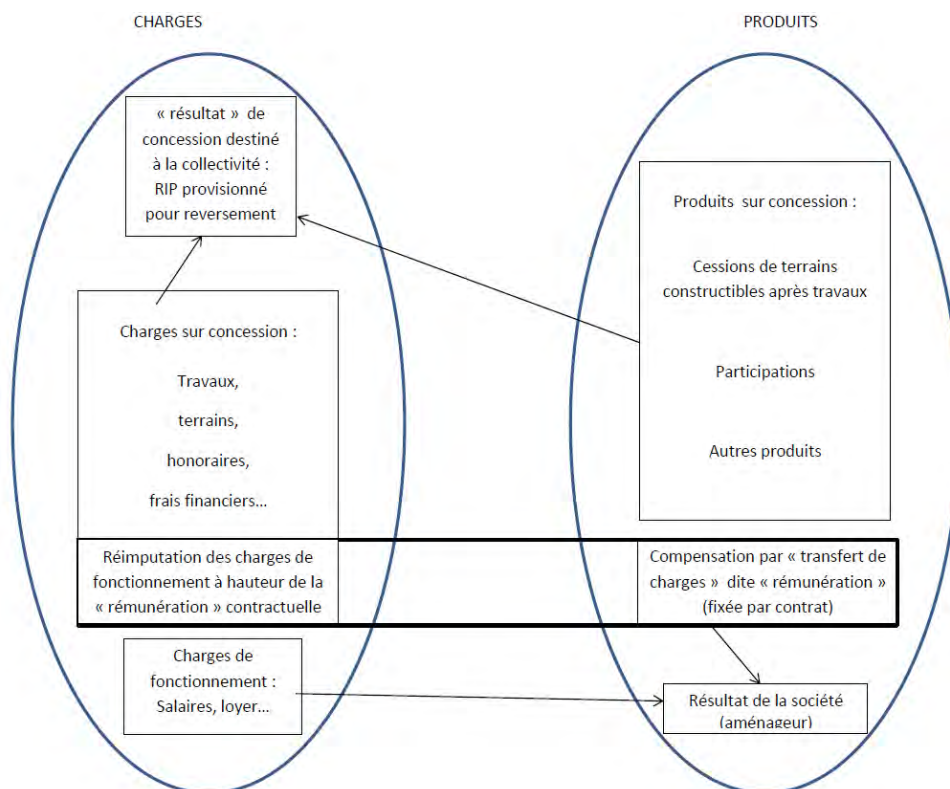 CHARGES
PRODUITS
« résultat » de
concession destiné
à la collectivité :
RIP provisionné
pour reversement
Charges sur concession :
Travaux,
terrains,
honoraires,
frais financiers…
Réimputation des charges de
fonctionnement à hauteur de la
« rémunération » contractuelle
Charges de
fonctionnement :
Salaires, loyer…
Produits sur concession :
Cessions de terrains
constructibles après travaux
Participations
Autres produits
Compensation par « transfert de
charges » dite « rémunération »
(fixée par contrat)
Résultat de la société
(aménageur)